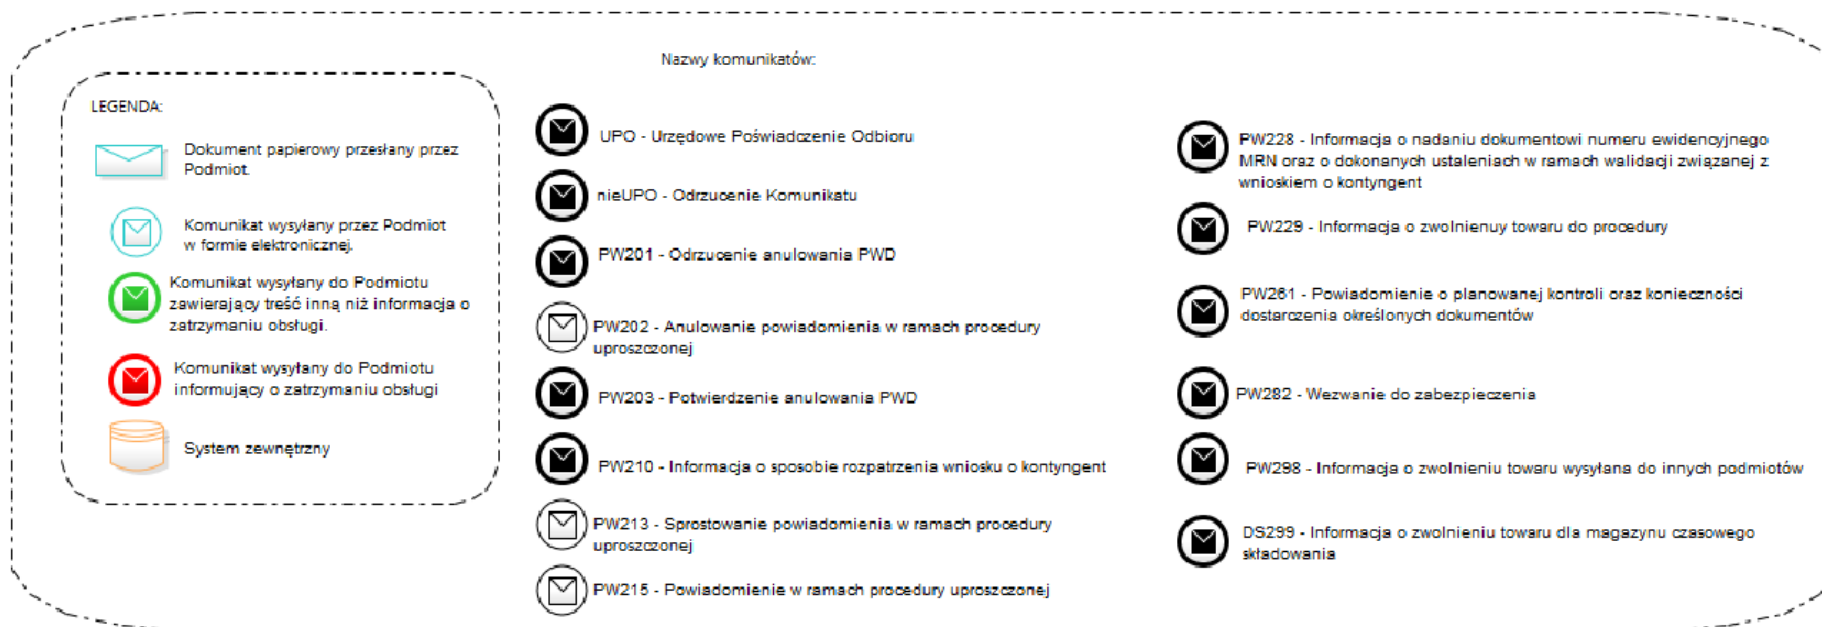 Nazwy komunikatów:
LEGENDA:
Dokument papierowy przesłany przez
Podmiot.
Komunikat wysyłany przez Podmiot
w formie elektronicznej.
Komunikat wysyłany do Podmiotu
zawierający treść inną niż informacja o
zatrzymaniu obsługi.
Komunikat wysyłany do Podmiotu
informujący o zatrzymaniu obsługi
System zewnętrzny
UPO - Urzędowe Poświadczenie Odbioru
nieUPO - Odrzucenie Komunikatu
PW201 - Odrzucenie anulowania PWD
PW202 - Anulowanie powiadomienia w ramach procedury
uproszczonej
PW203 - Potwierdzenie anulowania PWD
PW210 - Informacja o sposobie rozpatrzenia wniosku o kontyngent
PW213 - Sprostowanie powiadomienia w ramach procedury
uproszczonej
PW215 - Powiadomienie w ramach procedury uproszczonej
PW228 - Informacja o nadaniu dokumentowi numeru ewidencyjnego
MRN oraz o dokonanych ustaleniach w ramach walidacji związanej z
wnioskiem o kontyngent
PW229 - Informacja o zwolnienuy towaru do procedury
PW261 - Powiadomienie o planowanej kontroli oraz konieczności
dostarczenia określonych dokumentów
PW282 - Wezwanie do zabezpieczenia
PW298 - Informacja o zwolnieniu towaru wysyłana do innych podmiotów
DS299 - Informacja o zwolnieniu towaru dla magazynu czasowego
składowania